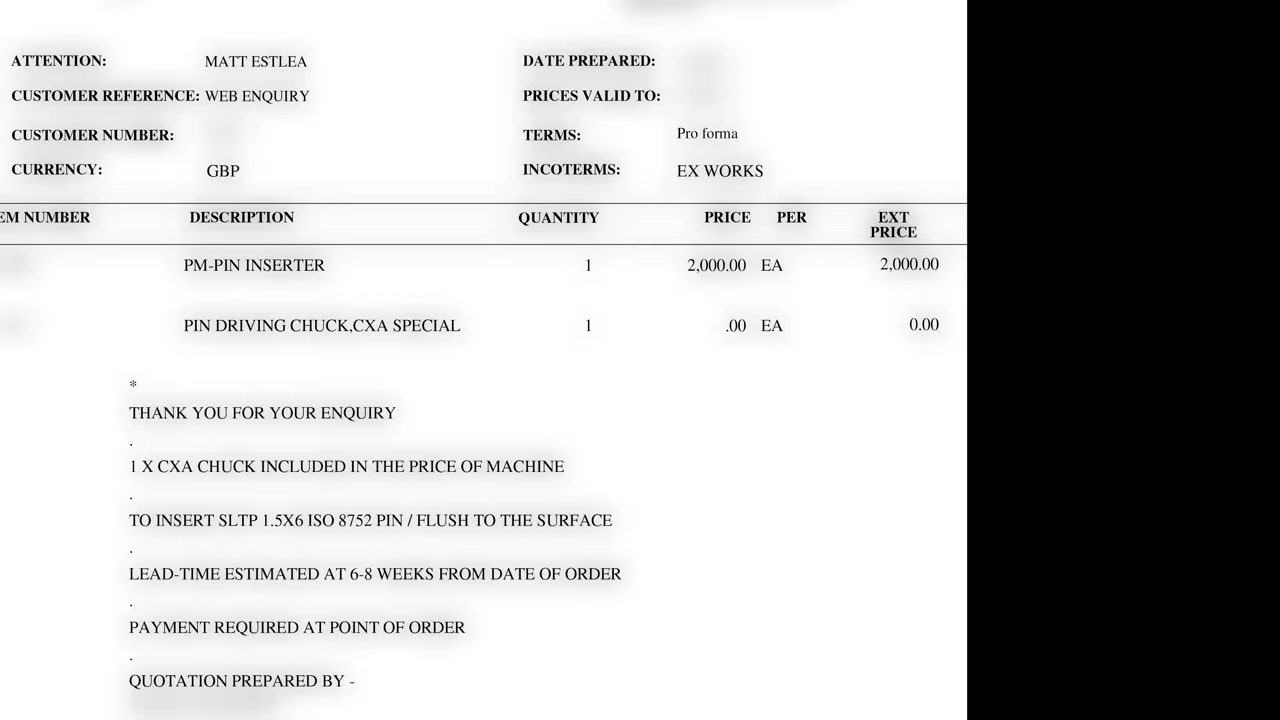 ATTENTION: MATT ESTLEA DATE PREPARED:
CUSTOMER REFERENCE: WEB ENQUIRY PRICES VALID TO:
CUSTOMER NUMBER: TERMS: Pro forma
CURRENCY: GBP INCOTERMS: EX WORKS
EM NUMBER DESCRIPTION QUANTITY PRICE PER EXT
PRICE
PM-PIN INSERTER 1 2,000.00 EA 2,000.00
PIN DRIVING CHUCK,CXA SPECIAL 1 .00 EA 0.00
*
THANK YOU FOR YOUR ENQUIRY
.
1 X CXA CHUCK INCLUDED IN THE PRICE OF MACHINE
.
TO INSERT SLTP 1.5X6 ISO 8752 PIN / FLUSH TO THE SURFACE
.
LEAD-TIME ESTIMATED AT 6-8 WEEKS FROM DATE OF ORDER
.
PAYMENT REQUIRED AT POINT OF ORDER
.
QUOTATION PREPARED BY -